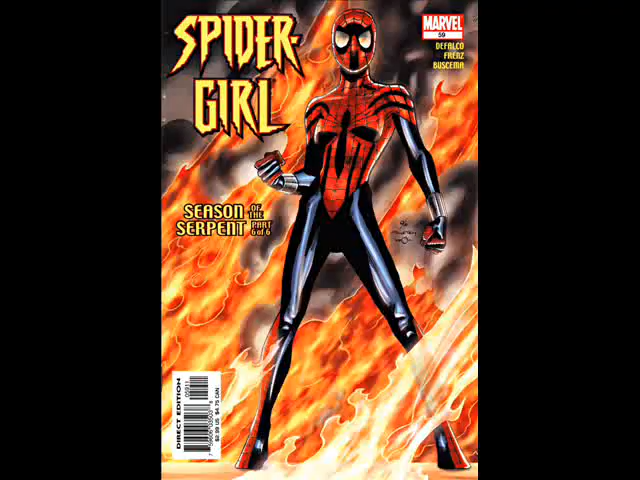 SPIDER-
GIRL
MARVEL
59
DEFALCO
FRENZ
BUSCEMA
SEASON OF THE
SERPENT PART 6 of 6
DIRECT EDITION
$2.99 US $4.75 CAN
05911